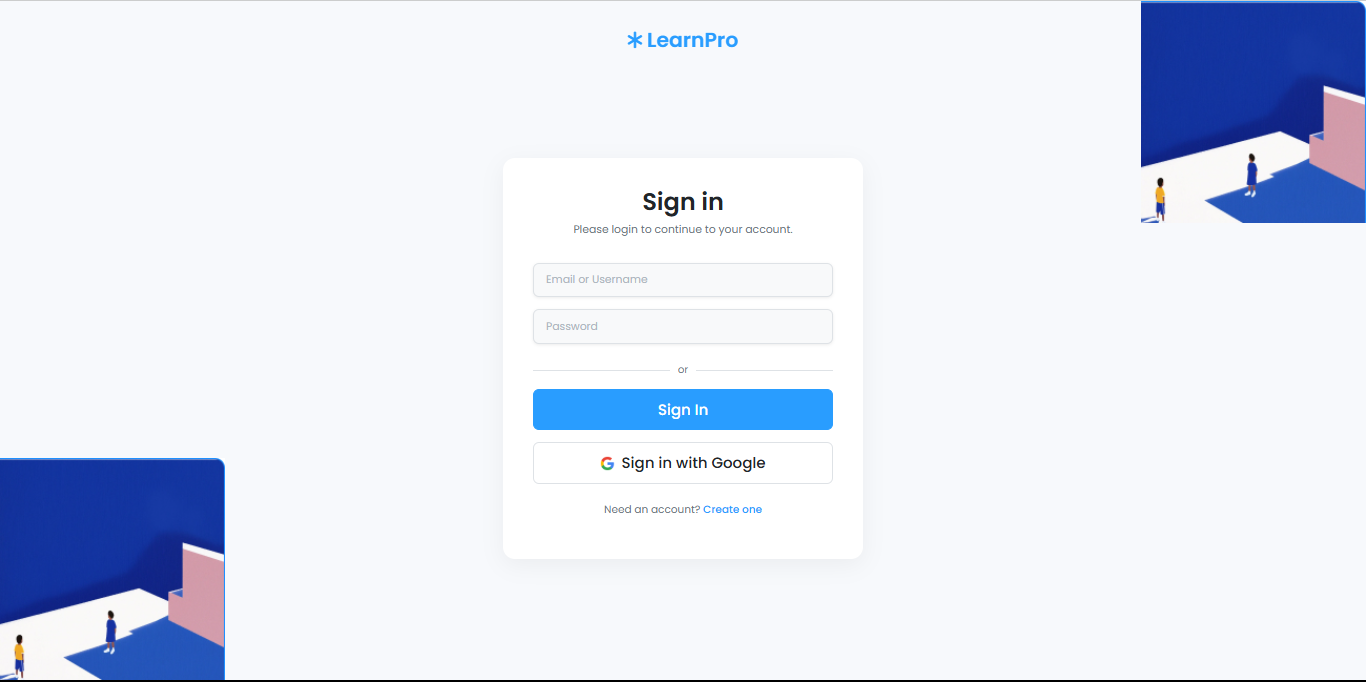 LearnPro
Sign in
Please login to continue to your account.
Email or Username
Password
or
Sign In
Sign in with Google
Need an account? Create one